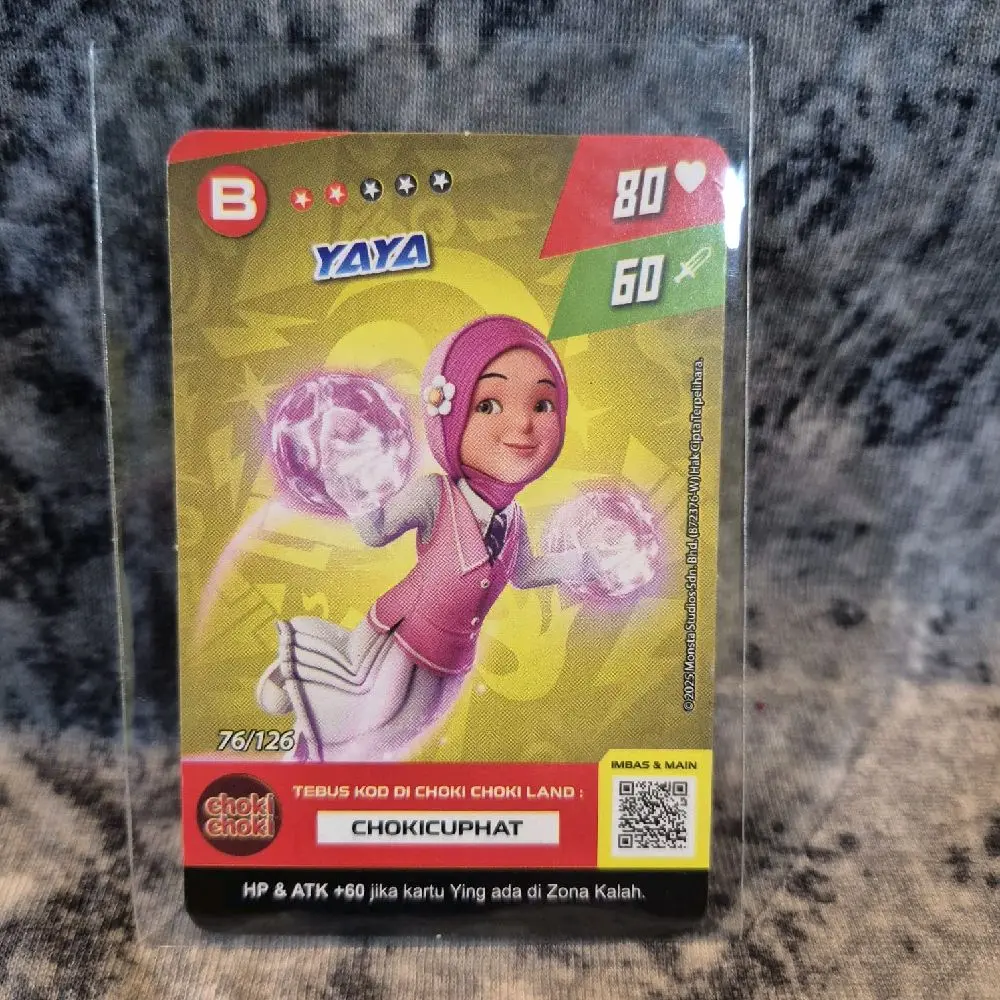 B
80
YAYA
60
©2025 Monsta Studios Sdn. Bhd. (872376-W) Hak Cipta Terpelihara.
76/126
IMBAS & MAIN
choki
choki
TEBUS KOD DI CHOKI CHOKI LAND :
CHOKICUPHAT
HP & ATK +60 jika kartu Ying ada di Zona Kalah.